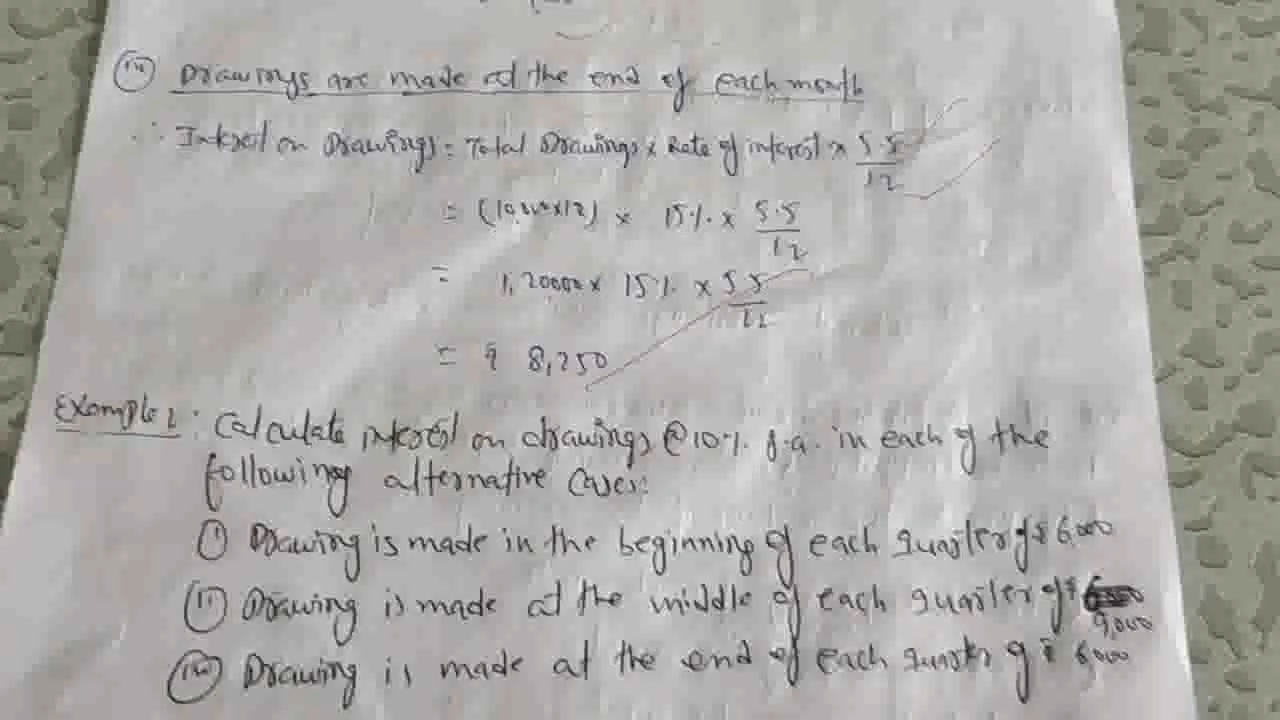 (iii) Drawings are made at the end of each month
∴ Interest on Drawings = Total Drawings x Rate of interest x 5.5/12
= (10,000x12) x 15% x 5.5/12
= 1,20000 x 15% x 5.5/12
= ₹ 8,250
Example 2: Calculate interest on drawings @ 10% p.a. in each of the
following alternative cases:
(i) Drawing is made in the beginning of each quarter of ₹ 6,000
(ii) Drawing is made at the middle of each quarter of ₹
9,000
(iii) Drawing is made at the end of each quarter of ₹ 6,000